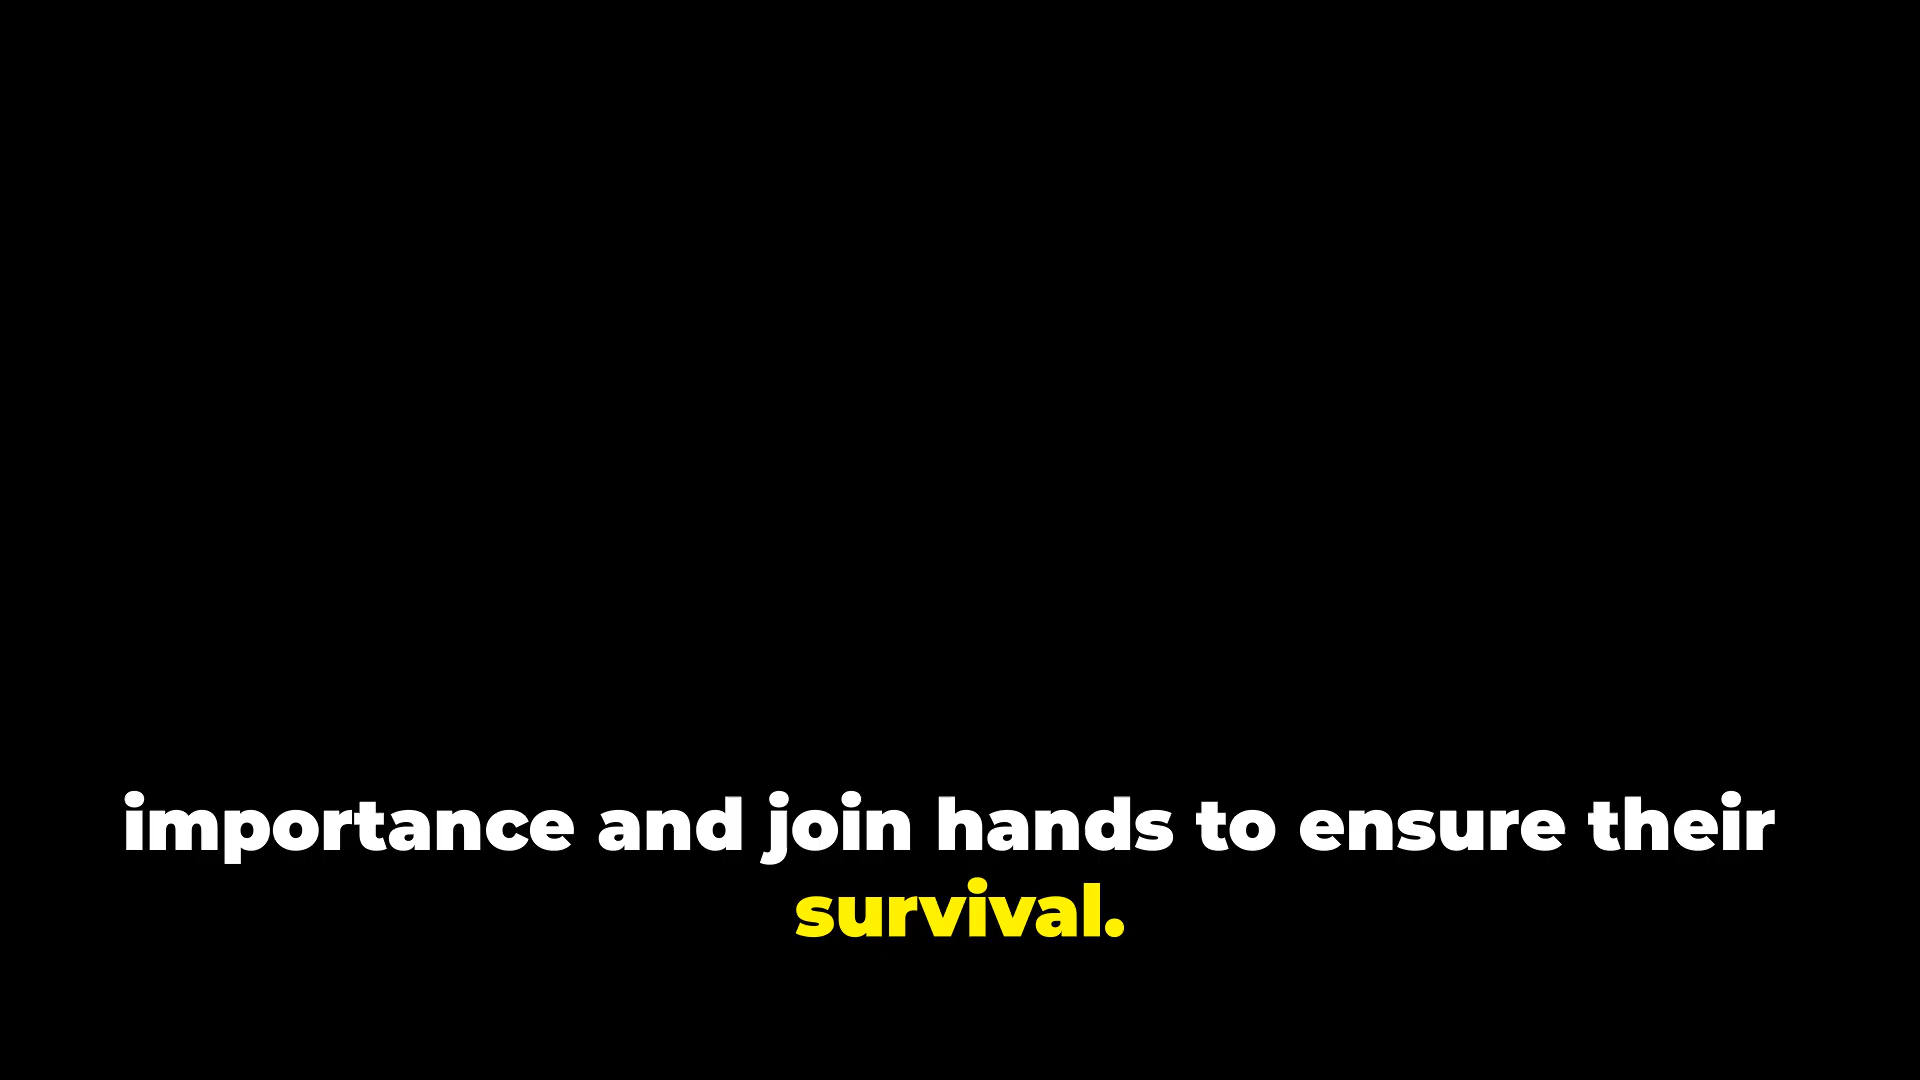 importance and join hands to ensure their
survival.